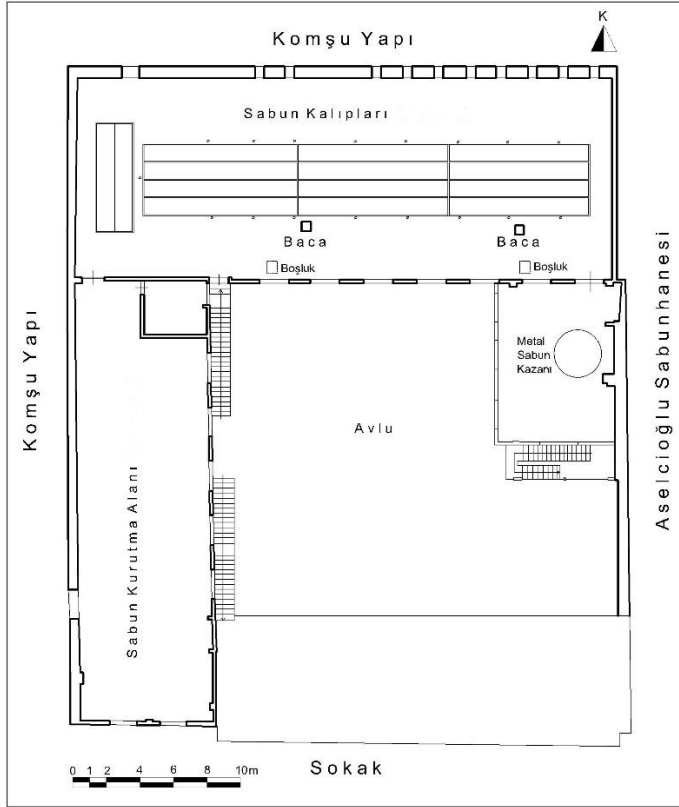 K
Komşu Yapı
Sabun Kalıpları
Baca
Baca
Boşluk
Boşluk
Komşu Yapı
Metal
Sabun
Kazanı
Aselcioğlu Sabunhanesi
Avlu
Sabun Kurutma Alanı
0 1 2 4 6 8 10m
Sokak